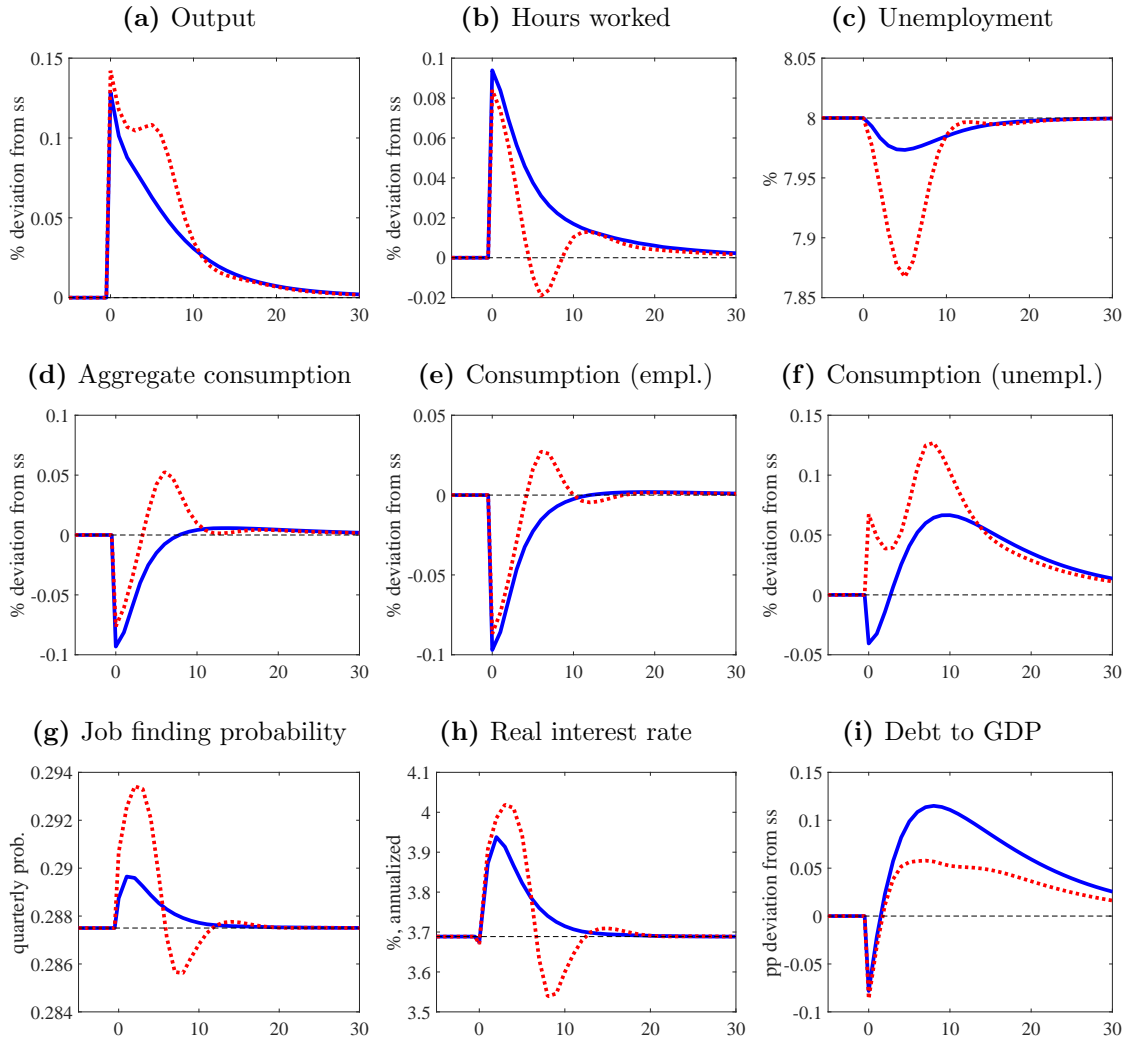 (a) Output
(b) Hours worked
(c) Unemployment
% deviation from ss
0.15
0.1
0.05
0
0 10 20 30
% deviation from ss
0.1
0.08
0.06
0.04
0.02
0
-0.02
0 10 20 30
%
8.05
8
7.95
7.9
7.85
0 10 20 30
(d) Aggregate consumption
(e) Consumption (empl.)
(f) Consumption (unempl.)
% deviation from ss
0.1
0.05
0
-0.05
-0.1
0 10 20 30
% deviation from ss
0.05
0
-0.05
-0.1
0 10 20 30
% deviation from ss
0.15
0.1
0.05
0
-0.05
0 10 20 30
(g) Job finding probability
(h) Real interest rate
(i) Debt to GDP
quarterly prob.
0.294
0.292
0.29
0.288
0.286
0.284
0 10 20 30
%, annualized
4.1
4
3.9
3.8
3.7
3.6
3.5
0 10 20 30
pp deviation from ss
0.15
0.1
0.05
0
-0.05
-0.1
0 10 20 30